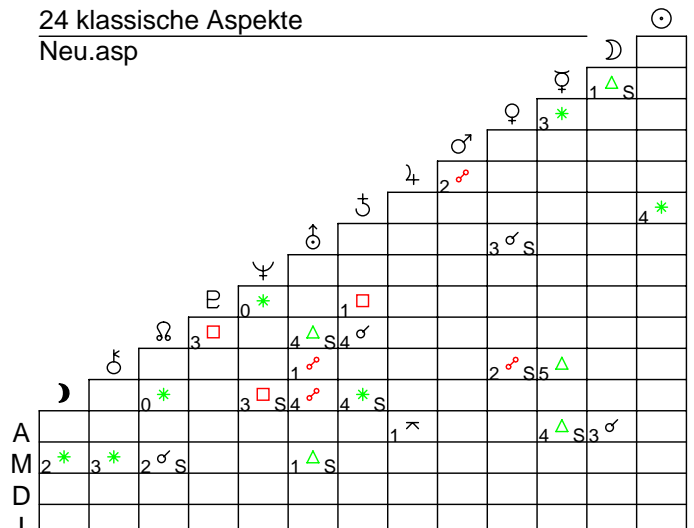 24 klassische Aspekte ☉
Neu.asp ☽
☿ 1 △ S
♀ 3 ⚹
♂
♃ 2 ☍
♄ 4 ⚹
⛢ 3 ☌ S
♆
♇ 0 ⚹ 1 □
☊ 3 □ 4 △ S 4 ☌
⚷ 1 ☍ 2 ☍ S 5 △
☽ 0 ⚹ 3 □ S 4 ☍ 4 ⚹ S
A 1 ⚻ 4 △ S 3 ☌
M 2 ⚹ 3 ⚹ 2 ☌ S 1 △ S
D